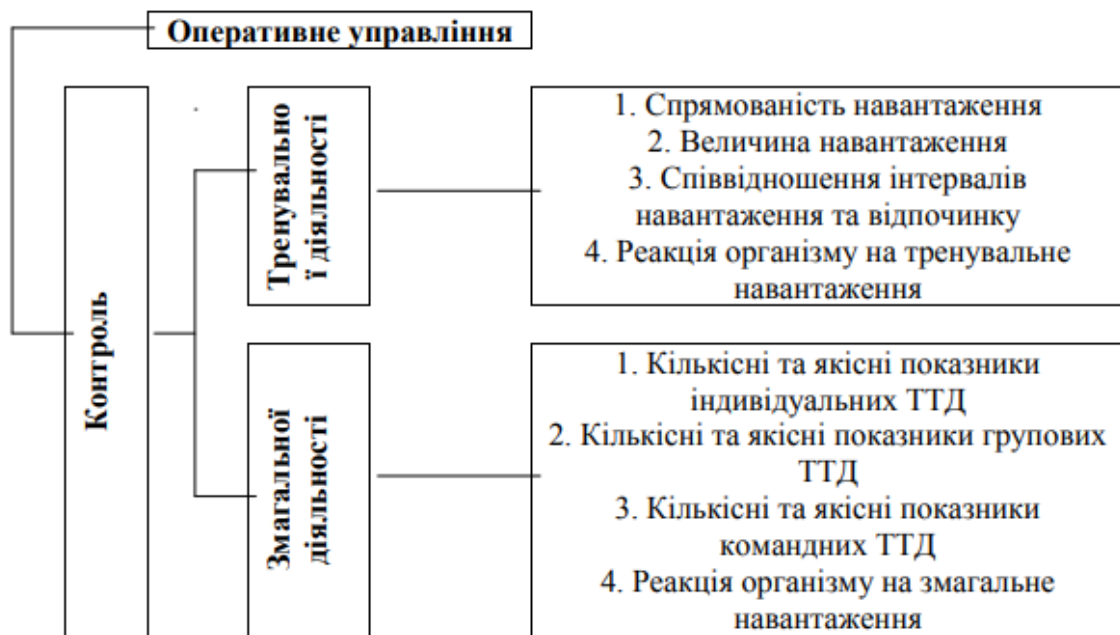 Оперативне управління
Контроль
Тренувально
ї діяльності
1. Спрямованість навантаження
2. Величина навантаження
3. Співвідношення інтервалів
навантаження та відпочинку
4. Реакція організму на тренувальне
навантаження
Змагальної
діяльності
1. Кількісні та якісні показники
індивідуальних ТТД
2. Кількісні та якісні показники групових
ТТД
3. Кількісні та якісні показники
командних ТТД
4. Реакція організму на змагальне
навантаження